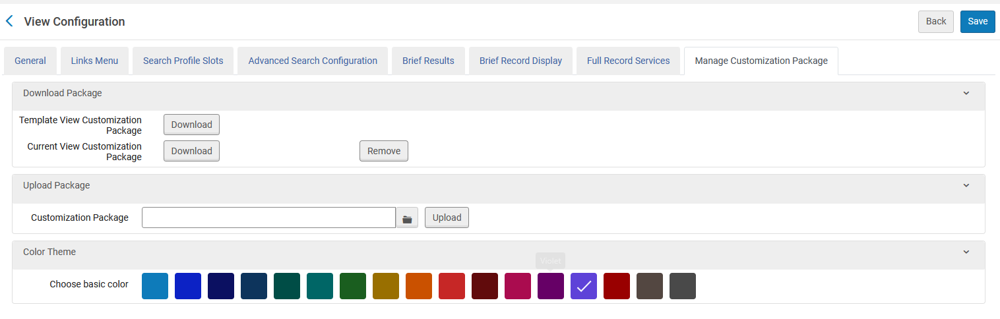 View Configuration
Back
Save
General
Links Menu
Search Profile Slots
Advanced Search Configuration
Brief Results
Brief Record Display
Full Record Services
Manage Customization Package
Download Package
Template View Customization
Package
Download
Current View Customization
Package
Download
Remove
Upload Package
Customization Package
Upload
Color Theme
Violet
Choose basic color